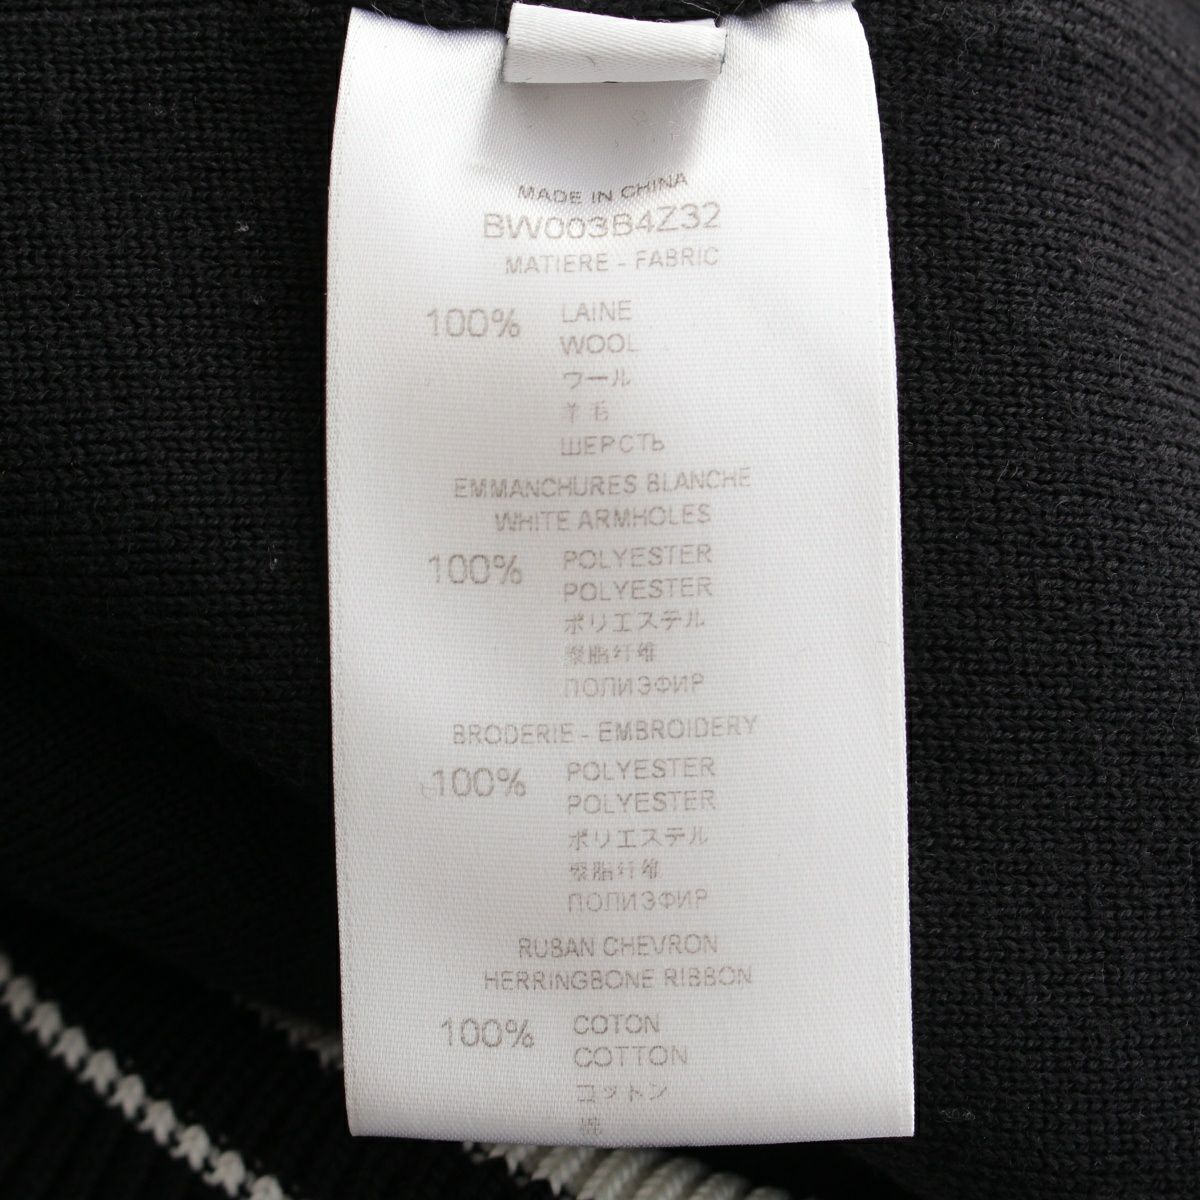 MADE IN CHINA
BW003B4Z32
MATIERE - FABRIC
100% LAINE
WOOL
ウール
羊毛
ШЕРСТЬ
EMMANCHURES BLANCHE
WHITE ARMHOLES
100% POLYESTER
POLYESTER
ポリエステル
聚脂纤维
ПОЛИЭФИР
BRODERIE - EMBROIDERY
100% POLYESTER
POLYESTER
ポリエステル
聚脂纤维
ПОЛИЭФИР
RUBAN CHEVRON
HERRINGBONE RIBBON
100% COTON
COTTON
コットン
棉